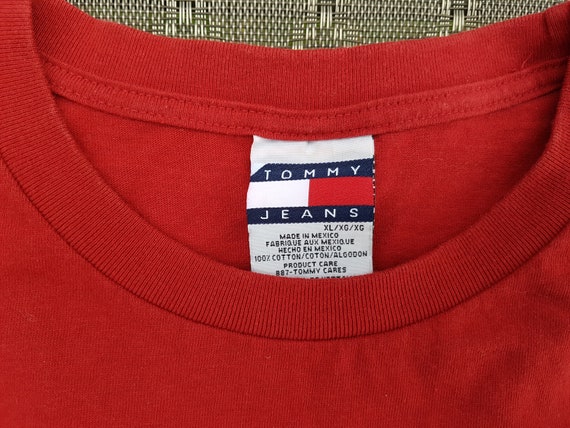 TOMMY
JEANS
XL/XG/XG
MADE IN MEXICO
FABRIQUE AUX MEXIQUE
HECHO EN MEXICO
100% COTTON/COTON/ALGODON
PRODUCT CARE
887-TOMMY CARES